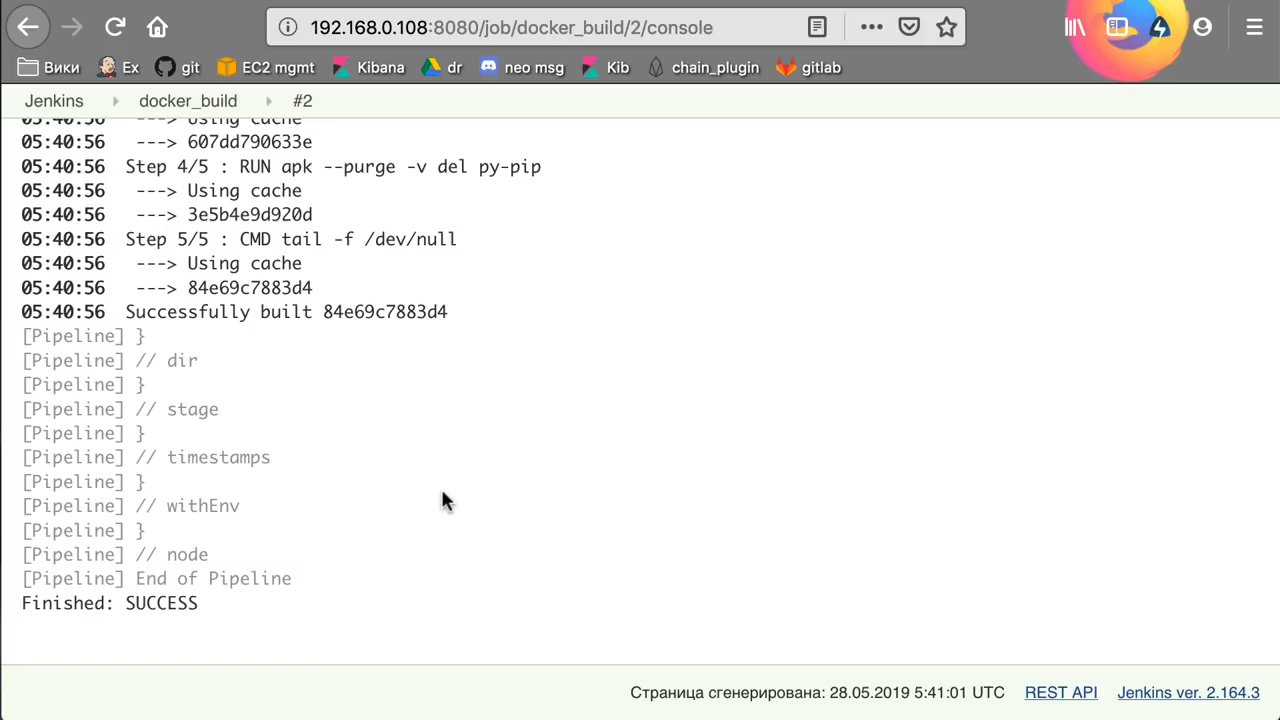 192.168.0.108:8080/job/docker_build/2/console
Вики Ex git EC2 mgmt Kibana dr neo msg Kib chain_plugin gitlab
Jenkins docker_build #2
05:40:56 ---> Using cache
05:40:56 ---> 607dd790633e
05:40:56 Step 4/5 : RUN apk --purge -v del py-pip
05:40:56 ---> Using cache
05:40:56 ---> 3e5b4e9d920d
05:40:56 Step 5/5 : CMD tail -f /dev/null
05:40:56 ---> Using cache
05:40:56 ---> 84e69c7883d4
05:40:56 Successfully built 84e69c7883d4
[Pipeline] }
[Pipeline] // dir
[Pipeline] }
[Pipeline] // stage
[Pipeline] }
[Pipeline] // timestamps
[Pipeline] }
[Pipeline] // withEnv
[Pipeline] }
[Pipeline] // node
[Pipeline] End of Pipeline
Finished: SUCCESS
Страница сгенерирована: 28.05.2019 5:41:01 UTC REST API Jenkins ver. 2.164.3